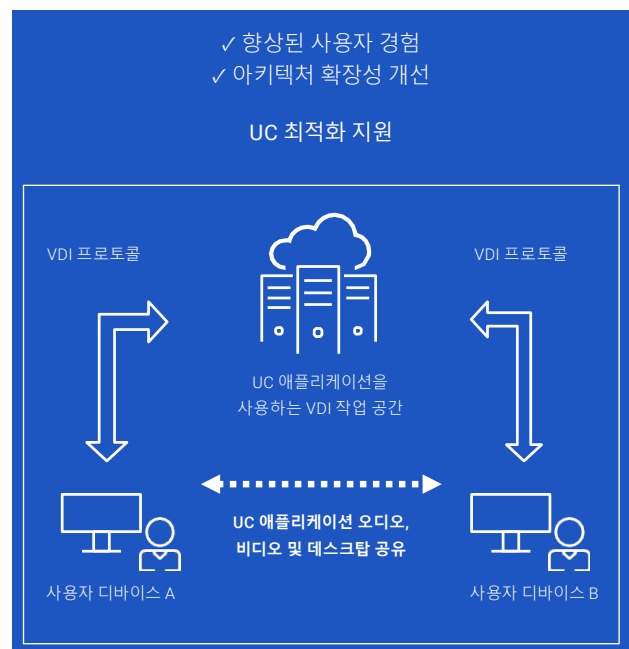 ✓ 향상된 사용자 경험
✓ 아키텍처 확장성 개선
UC 최적화 지원
VDI 프로토콜
VDI 프로토콜
UC 애플리케이션을
사용하는 VDI 작업 공간
UC 애플리케이션 오디오,
비디오 및 데스크탑 공유
사용자 디바이스 A
사용자 디바이스 B